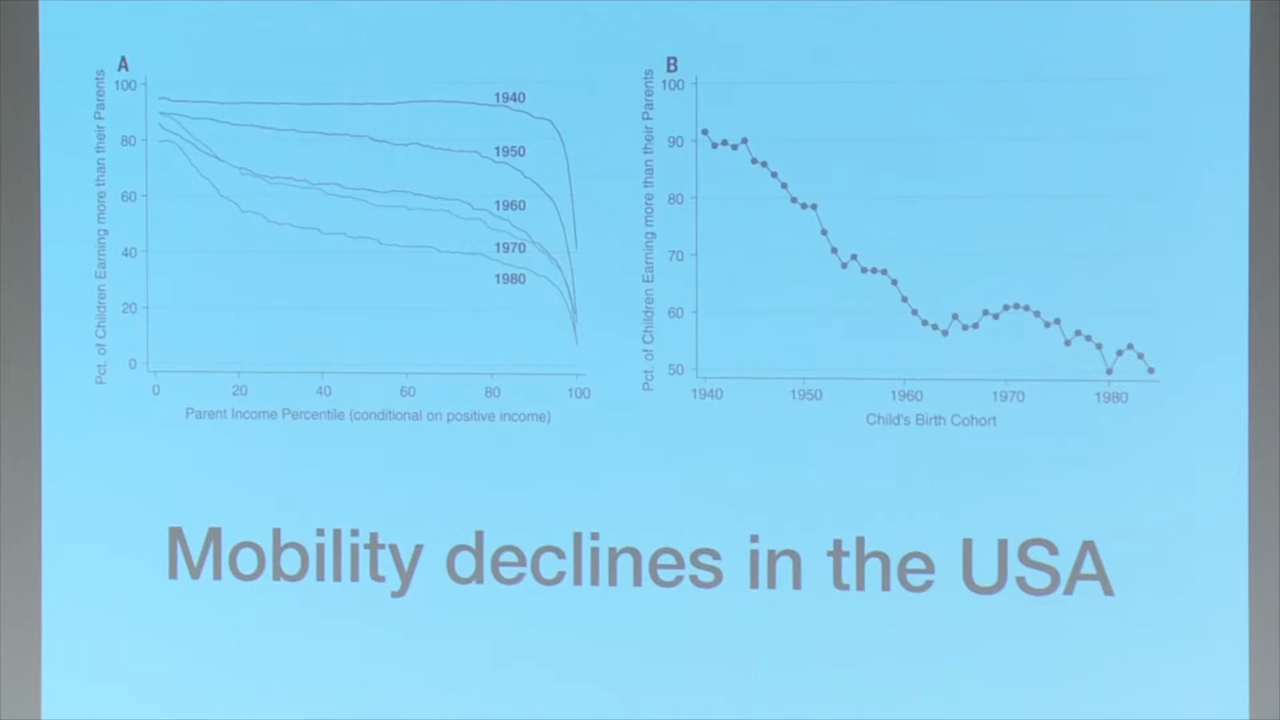 A
Pct. of Children Earning more than their Parents
100
80
60
40
20
0
1940
1950
1960
1970
1980
0 20 40 60 80 100
Parent Income Percentile (conditional on positive income)
B
Pct. of Children Earning more than their Parents
100
90
80
70
60
50
1940 1950 1960 1970 1980
Child's Birth Cohort
Mobility declines in the USA